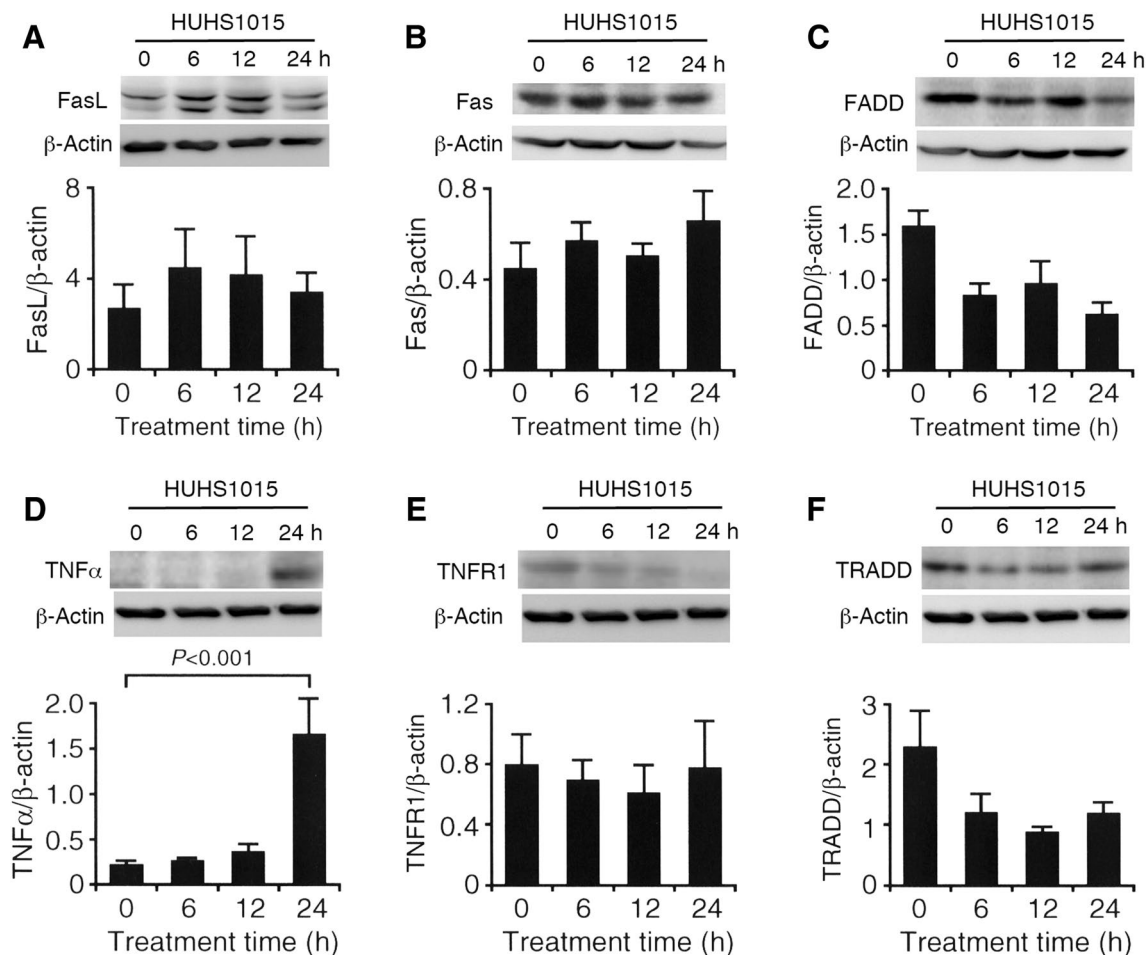 A
HUHS1015
0 6 12 24 h
FasL
β-Actin
FasL/β-actin
8
4
0
0 6 12 24
Treatment time (h)
B
HUHS1015
0 6 12 24 h
Fas
β-Actin
Fas/β-actin
0.8
0.4
0
0 6 12 24
Treatment time (h)
C
HUHS1015
0 6 12 24 h
FADD
β-Actin
FADD/β-actin
2.0
1.5
1.0
0.5
0
0 6 12 24
Treatment time (h)
D
HUHS1015
0 6 12 24 h
TNFα
β-Actin
P<0.001
TNFα/β-actin
2.0
1.5
1.0
0.5
0
0 6 12 24
Treatment time (h)
E
HUHS1015
0 6 12 24 h
TNFR1
β-Actin
TNFR1/β-actin
1.2
0.8
0.4
0
0 6 12 24
Treatment time (h)
F
HUHS1015
0 6 12 24 h
TRADD
β-Actin
TRADD/β-actin
3
2
1
0
0 6 12 24
Treatment time (h)